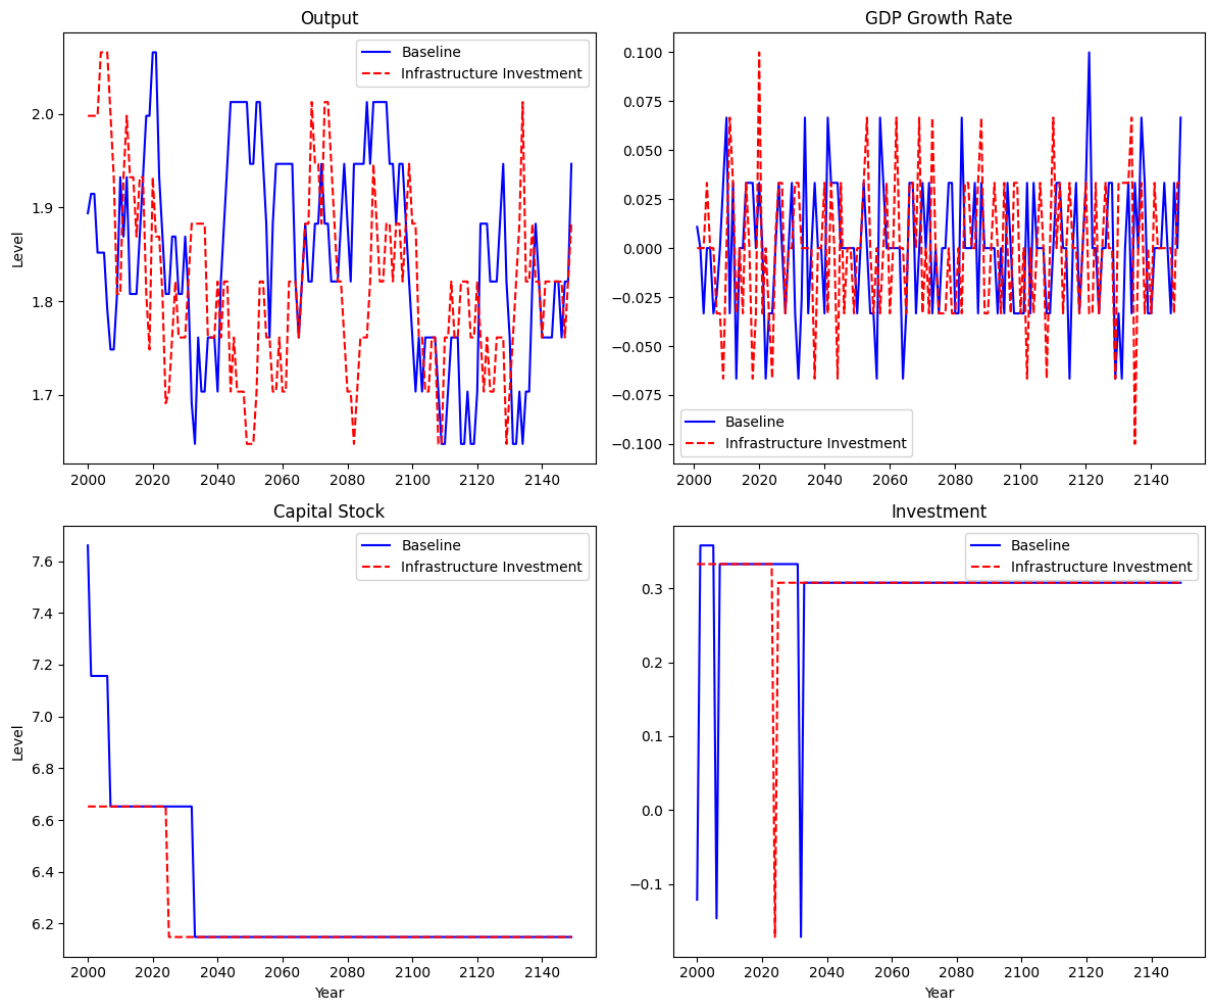 Output
Level
2.0
1.9
1.8
1.7
Baseline
Infrastructure Investment
2000 2020 2040 2060 2080 2100 2120 2140
GDP Growth Rate
0.100
0.075
0.050
0.025
0.000
−0.025
−0.050
−0.075
−0.100
Baseline
Infrastructure Investment
2000 2020 2040 2060 2080 2100 2120 2140
Capital Stock
Level
7.6
7.4
7.2
7.0
6.8
6.6
6.4
6.2
Baseline
Infrastructure Investment
2000 2020 2040 2060 2080 2100 2120 2140
Year
Investment
0.3
0.2
0.1
0.0
−0.1
Baseline
Infrastructure Investment
2000 2020 2040 2060 2080 2100 2120 2140
Year